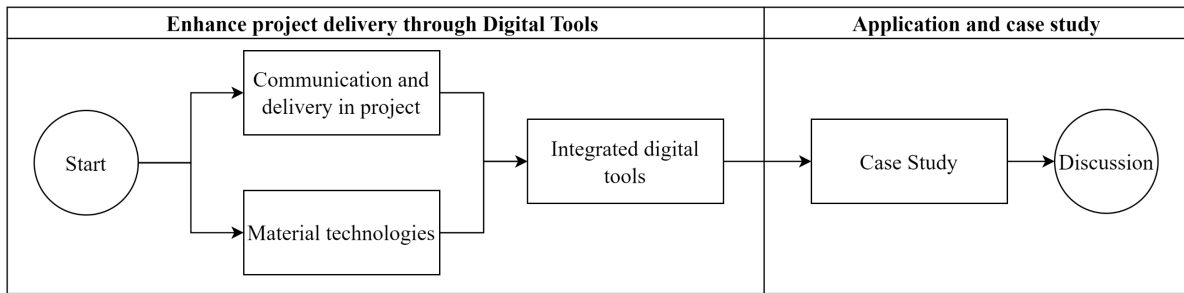 Enhance project delivery through Digital Tools
Application and case study
Start
Communication and
delivery in project
Material technologies
Integrated digital
tools
Case Study
Discussion